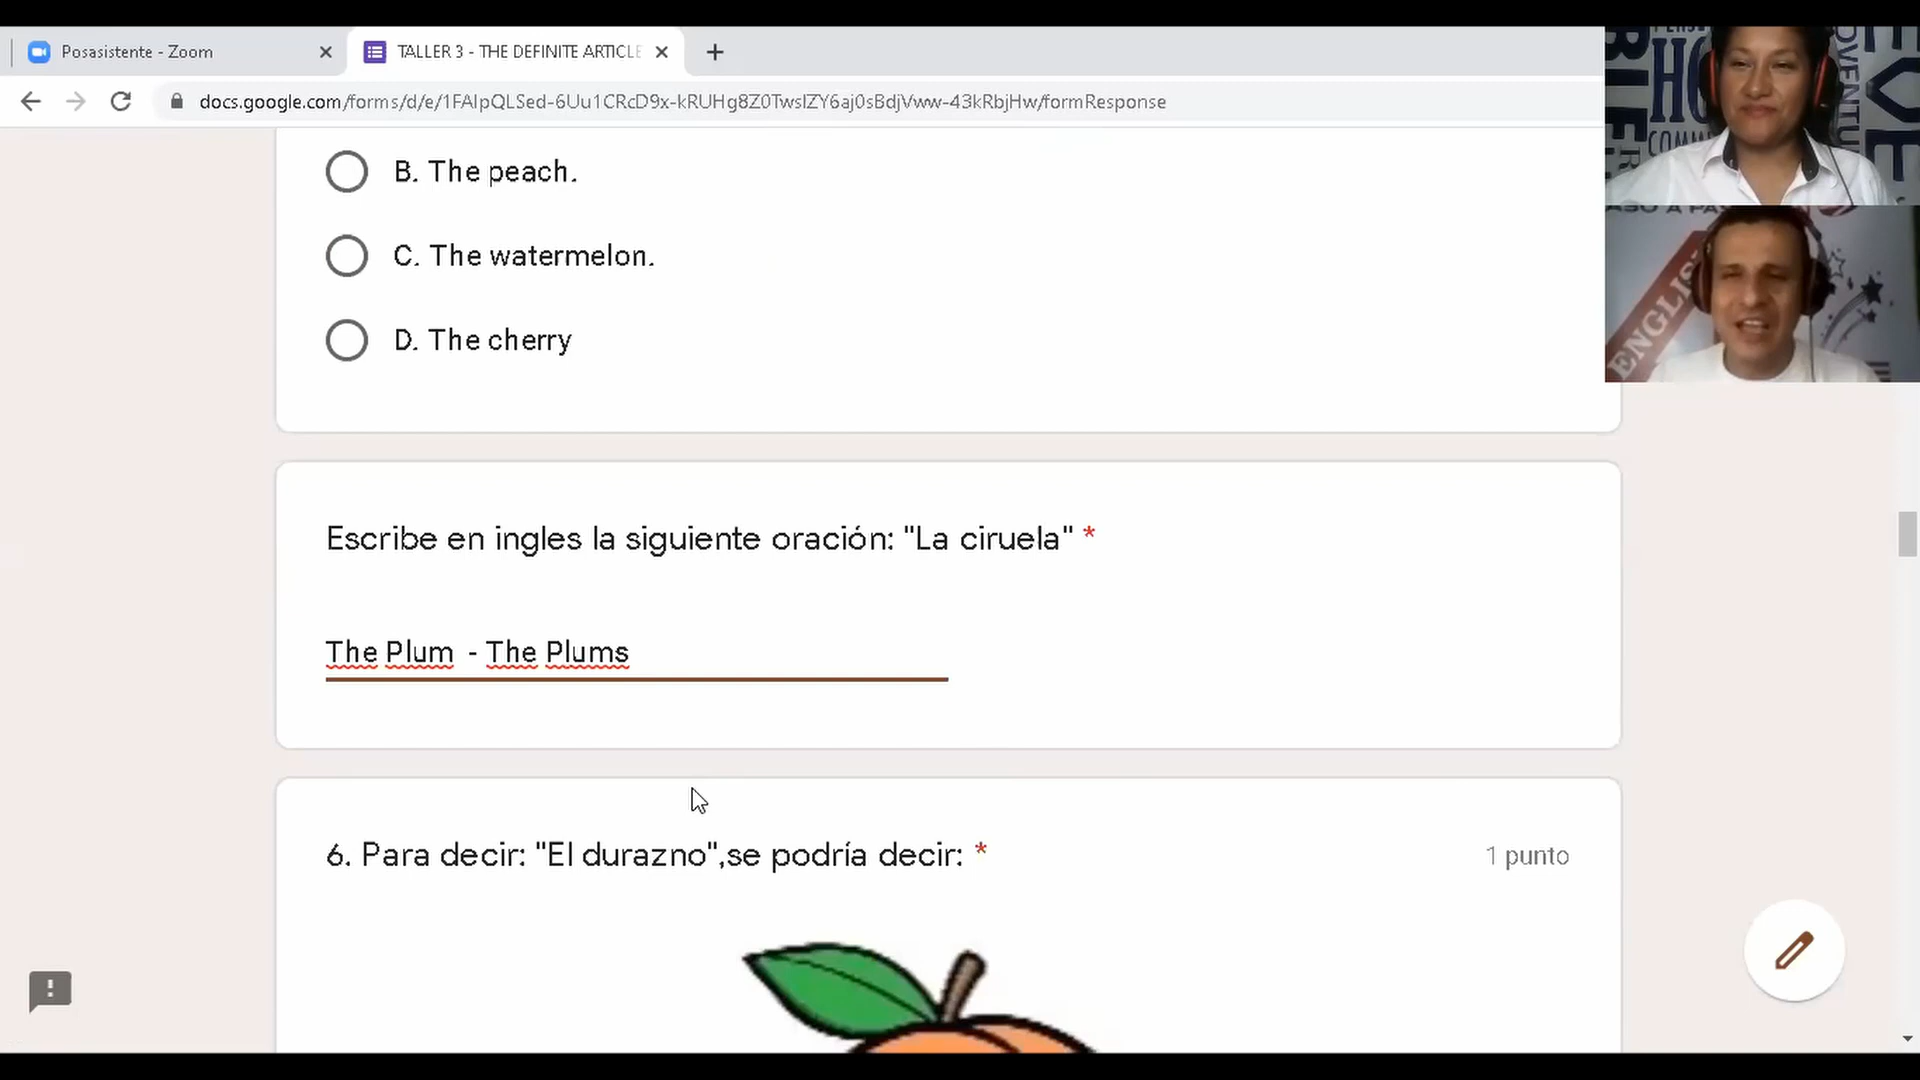 Posasistente - Zoom
TALLER 3 - THE DEFINITE ARTICLE
docs.google.com/forms/d/e/1FAIpQLSed-6Uu1CRcD9x-kRUHg8Z0TwsIZY6aj0sBdjVww-43kRbjHw/formResponse
B. The peach.
C. The watermelon.
D. The cherry
Escribe en ingles la siguiente oración: "La ciruela" *
The Plum - The Plums
6. Para decir: "El durazno",se podría decir: *
1 punto
ENGLIS